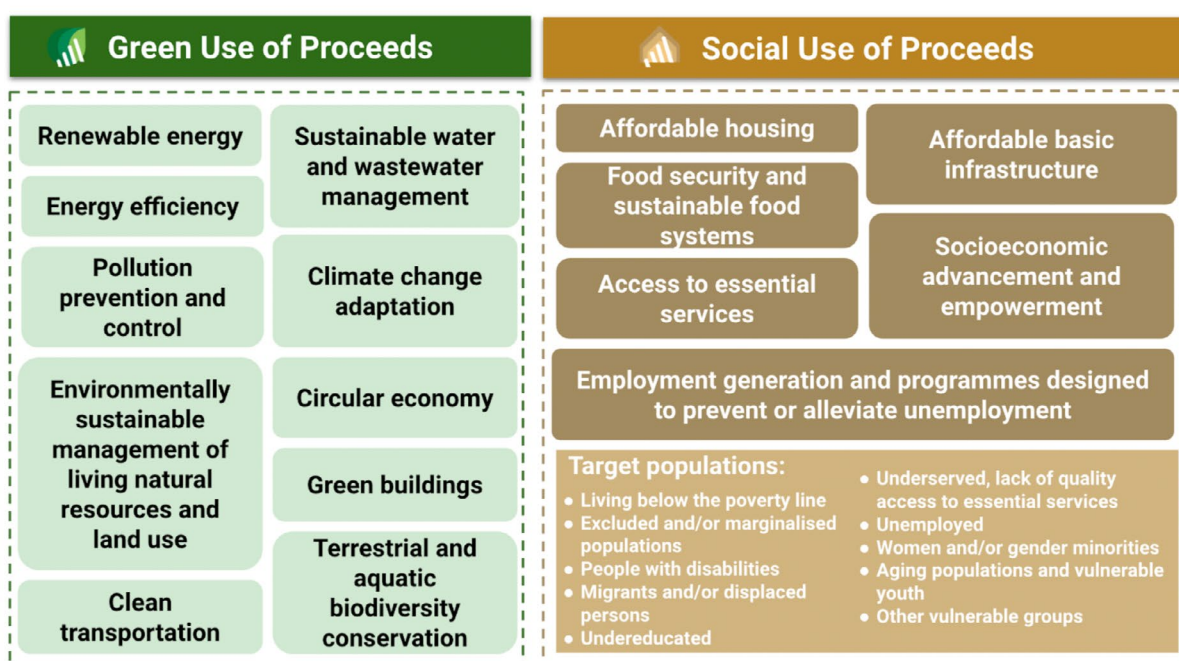 Green Use of Proceeds
Renewable energy
Energy efficiency
Pollution
prevention and
control
Environmentally
sustainable
management of
living natural
resources and
land use
Clean
transportation
Sustainable water
and wastewater
management
Climate change
adaptation
Circular economy
Green buildings
Terrestrial and
aquatic
biodiversity
conservation
Social Use of Proceeds
Affordable housing
Food security and
sustainable food
systems
Access to essential
services
Affordable basic
infrastructure
Socioeconomic
advancement and
empowerment
Employment generation and programmes designed
to prevent or alleviate unemployment
Target populations:
● Living below the poverty line
● Excluded and/or marginalised
populations
● People with disabilities
● Migrants and/or displaced
persons
● Undereducated
● Underserved, lack of quality
access to essential services
● Unemployed
● Women and/or gender minorities
● Aging populations and vulnerable
youth
● Other vulnerable groups